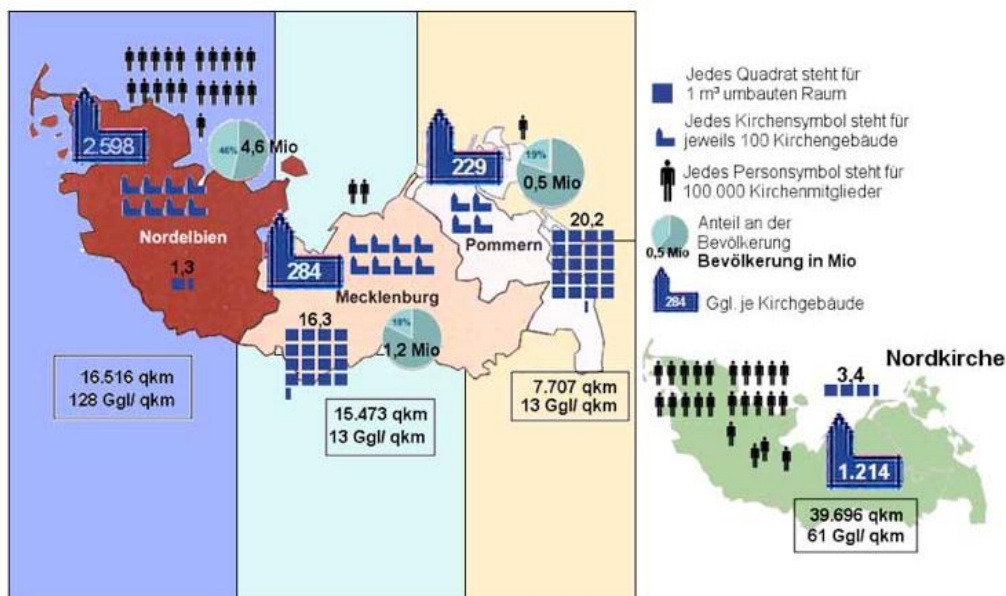 2.598
46%
4,6 Mio
Nordelbien
1,3
16.516 qkm
128 Ggl/ qkm
284
Mecklenburg
16,3
18%
1,2 Mio
15.473 qkm
13 Ggl/ qkm
229
19%
0,5 Mio
Pommern
20,2
7.707 qkm
13 Ggl/ qkm
Jedes Quadrat steht für
1 m³ umbauten Raum
Jedes Kirchensymbol steht für
jeweils 100 Kirchengebäude
Jedes Personsymbol steht für
100.000 Kirchenmitglieder
Anteil an der
Bevölkerung
0,5 Mio
Bevölkerung in Mio
284
Ggl. je Kirchgebäude
Nordkirche
3,4
1.214
39.696 qkm
61 Ggl/ qkm